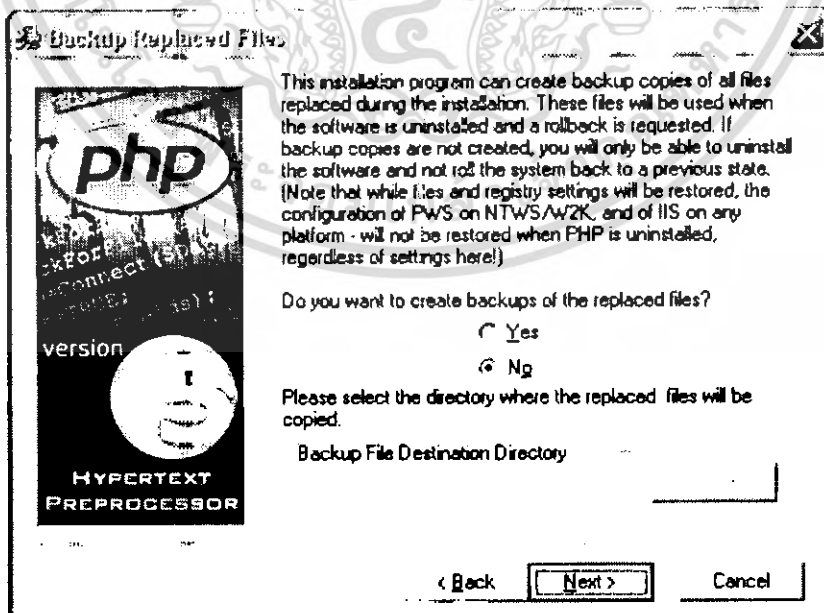 Backup Replaced Files
This installation program can create backup copies of all files
replaced during the installation. These files will be used when
the software is uninstalled and a rollback is requested. If
backup copies are not created, you will only be able to uninstall
the software and not roll the system back to a previous state.
(Note that while files and registry settings will be restored, the
configuration of PWS on NTWS/W2K, and of IIS on any
platform - will not be restored when PHP is uninstalled,
regardless of settings here!)
Do you want to create backups of the replaced files?
Yes
No
Please select the directory where the replaced files will be
copied.
Backup File Destination Directory
php
version
HYPERTEXT
PREPROCESSOR
< Back
Next >
Cancel